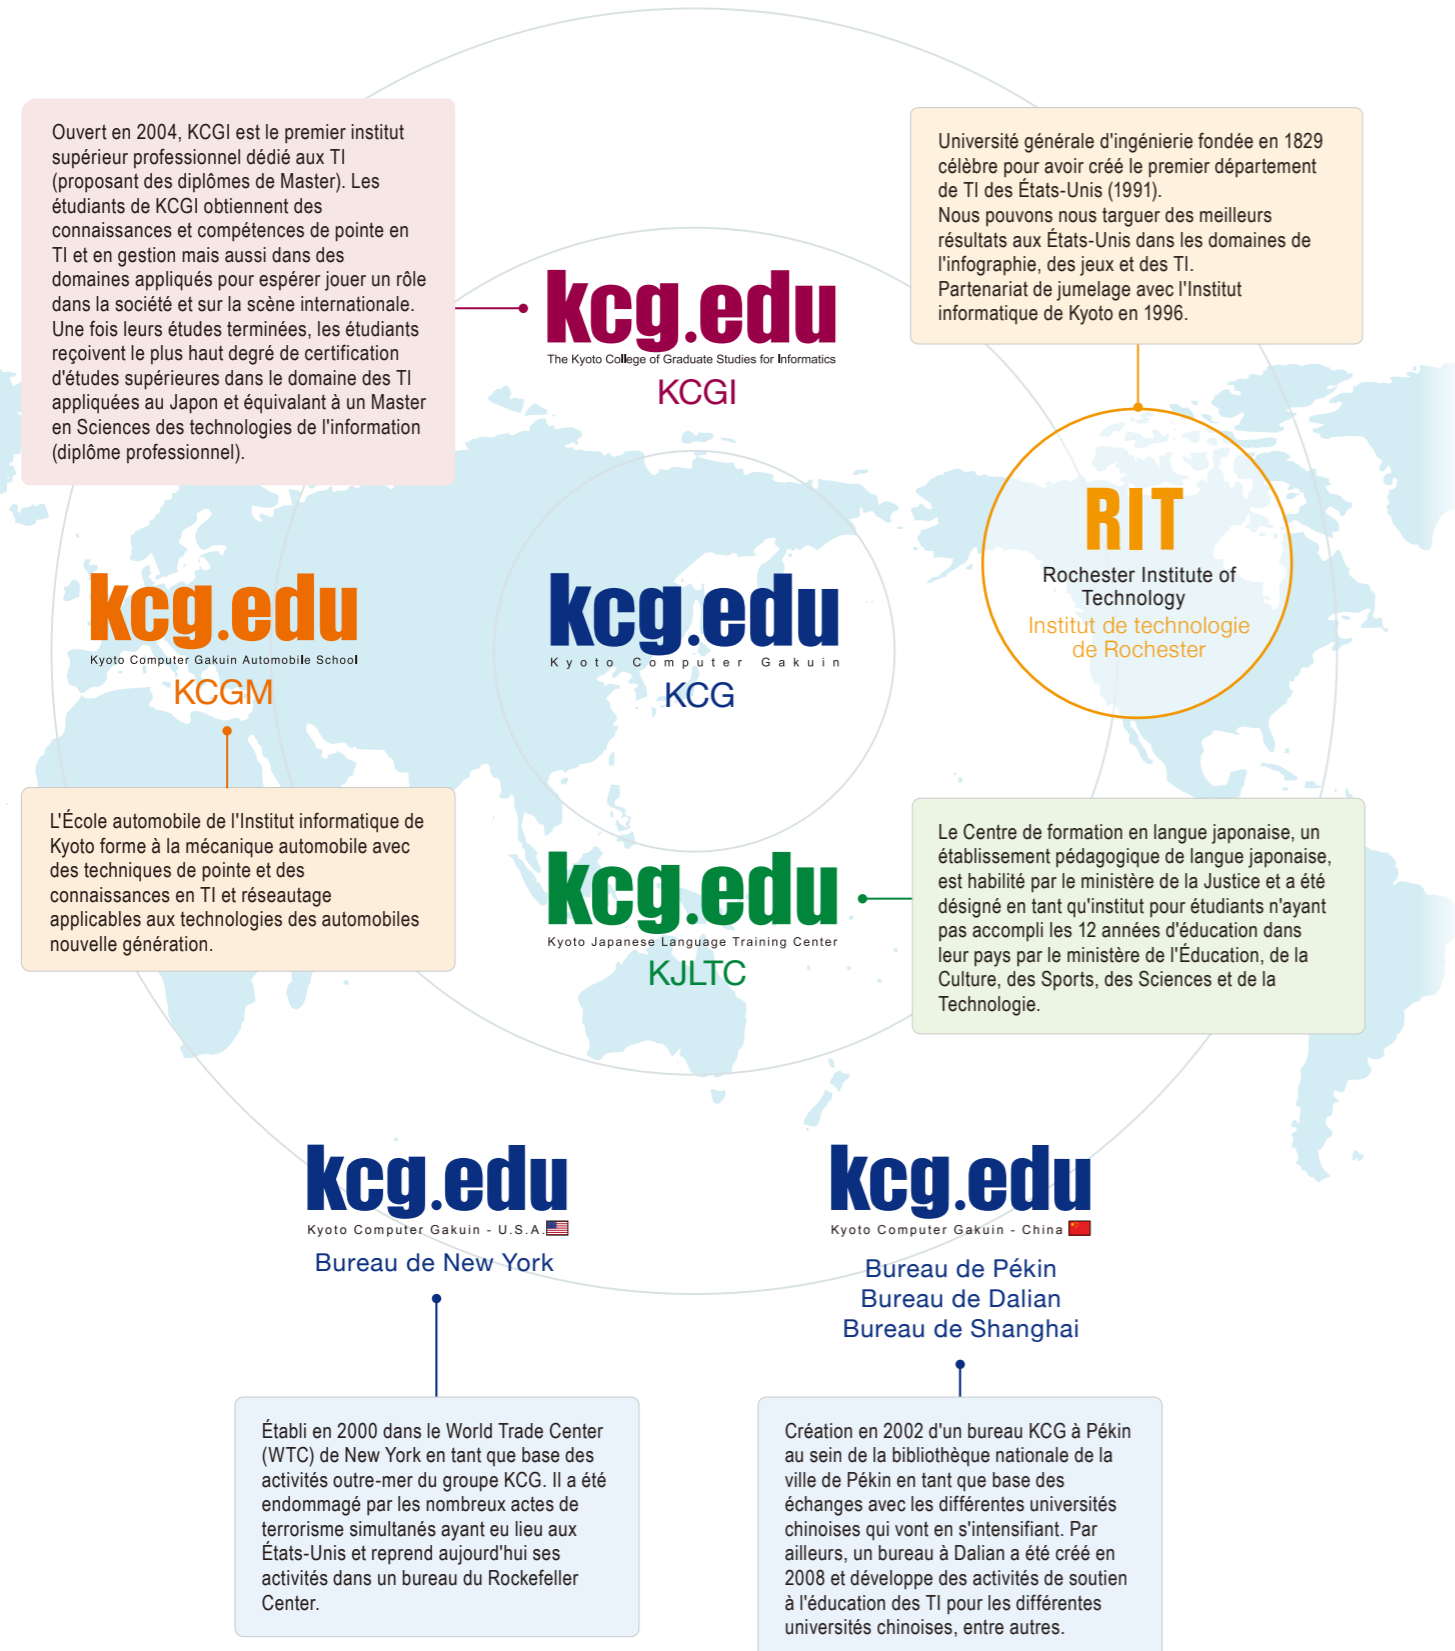 Ouvert en 2004, KCGI est le premier institut
supérieur professionnel dédié aux TI
(proposant des diplômes de Master). Les
étudiants de KCGI obtiennent des
connaissances et compétences de pointe en
TI et en gestion mais aussi dans des
domaines appliqués pour espérer jouer un rôle
dans la société et sur la scène internationale.
Une fois leurs études terminées, les étudiants
reçoivent le plus haut degré de certification
d'études supérieures dans le domaine des TI
appliquées au Japon et équivalant à un Master
en Sciences des technologies de l'information
(diplôme professionnel).
kcg.edu
The Kyoto College of Graduate Studies for Informatics
KCGI
Université générale d'ingénierie fondée en 1829
célèbre pour avoir créé le premier département
de TI des États-Unis (1991).
Nous pouvons nous targuer des meilleurs
résultats aux États-Unis dans les domaines de
l'infographie, des jeux et des TI.
Partenariat de jumelage avec l'Institut
informatique de Kyoto en 1996.
RIT
Rochester Institute of
Technology
Institut de technologie
de Rochester
kcg.edu
Kyoto Computer Gakuin Automobile School
KCGM
kcg.edu
Kyoto Computer Gakuin
KCG
L'École automobile de l'Institut informatique de
Kyoto forme à la mécanique automobile avec
des techniques de pointe et des
connaissances en TI et réseautage
applicables aux technologies des automobiles
nouvelle génération.
kcg.edu
Kyoto Japanese Language Training Center
KJLTC
Le Centre de formation en langue japonaise, un
établissement pédagogique de langue japonaise,
est habilité par le ministère de la Justice et a été
désigné en tant qu'institut pour étudiants n'ayant
pas accompli les 12 années d'éducation dans
leur pays par le ministère de l'Éducation, de la
Culture, des Sports, des Sciences et de la
Technologie.
kcg.edu
Kyoto Computer Gakuin - U.S.A.
Bureau de New York
kcg.edu
Kyoto Computer Gakuin - China
Bureau de Pékin
Bureau de Dalian
Bureau de Shanghai
Établi en 2000 dans le World Trade Center
(WTC) de New York en tant que base des
activités outre-mer du groupe KCG. Il a été
endommagé par les nombreux actes de
terrorisme simultanés ayant eu lieu aux
États-Unis et reprend aujourd'hui ses
activités dans un bureau du Rockefeller
Center.
Création en 2002 d'un bureau KCG à Pékin
au sein de la bibliothèque nationale de la
ville de Pékin en tant que base des
échanges avec les différentes universités
chinoises qui vont en s'intensifiant. Par
ailleurs, un bureau à Dalian a été créé en
2008 et développe des activités de soutien
à l'éducation des TI pour les différentes
universités chinoises, entre autres.